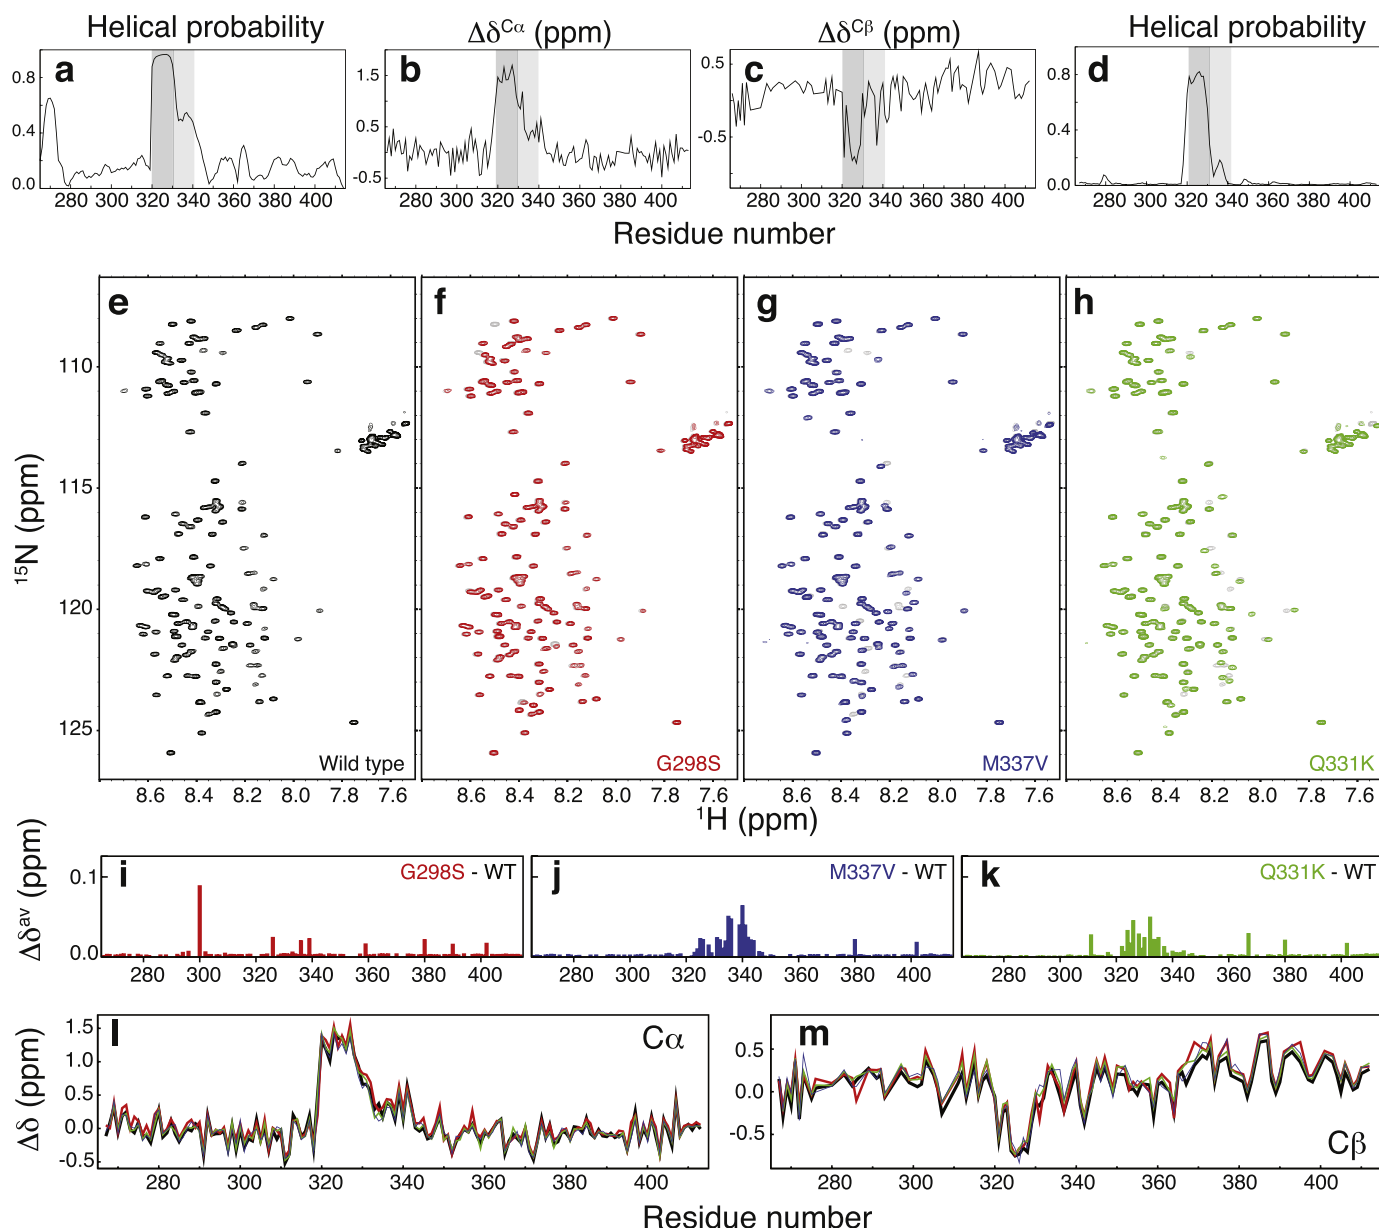 Helical probability
Δδ^Cα (ppm)
Δδ^Cβ (ppm)
Helical probability
a
b
c
d
0.8
0.4
0.0
1.5
0.5
-0.5
0.5
-0.5
0.8
0.4
0.0
280 300 320 340 360 380 400
280 300 320 340 360 380 400
280 300 320 340 360 380 400
280 300 320 340 360 380 400
Residue number
e
f
g
h
110
115
120
125
15N (ppm)
Wild type
G298S
M337V
Q331K
8.6 8.4 8.2 8.0 7.8 7.6
8.6 8.4 8.2 8.0 7.8 7.6
8.6 8.4 8.2 8.0 7.8 7.6
8.6 8.4 8.2 8.0 7.8 7.6
1H (ppm)
i
G298S - WT
j
M337V - WT
k
Q331K - WT
Δδ^av (ppm)
0.1
0.0
280 300 320 340 360 380 400
280 300 320 340 360 380 400
280 300 320 340 360 380 400
l
Cα
m
Cβ
Δδ (ppm)
1.5
1.0
0.5
0.0
-0.5
0.5
0.0
-0.5
280 300 320 340 360 380 400
280 300 320 340 360 380 400
Residue number